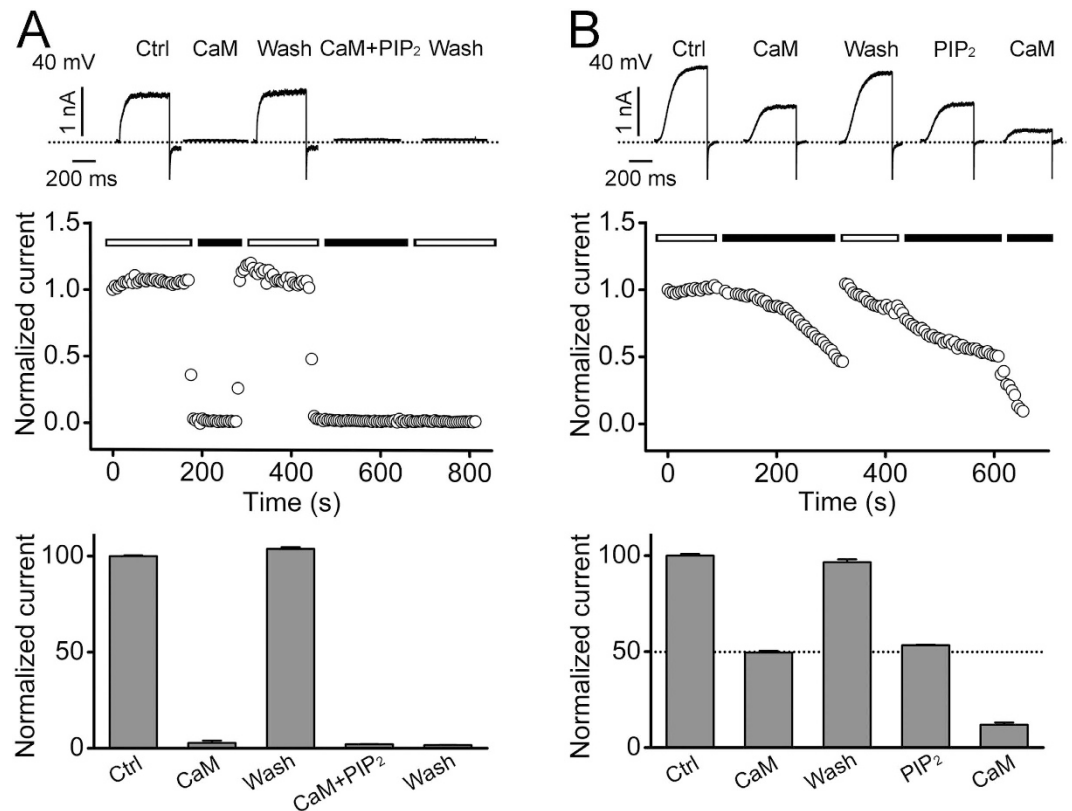 A
Ctrl CaM Wash CaM+PIP₂ Wash
40 mV
1 nA
200 ms
Normalized current
1.5
1.0
0.5
0.0
0 200 400 600 800
Time (s)
Normalized current
100
50
0
Ctrl CaM Wash CaM+PIP₂ Wash
B
Ctrl CaM Wash PIP₂ CaM
40 mV
1 nA
200 ms
Normalized current
1.5
1.0
0.5
0.0
0 200 400 600
Time (s)
Normalized current
100
50
0
Ctrl CaM Wash PIP₂ CaM